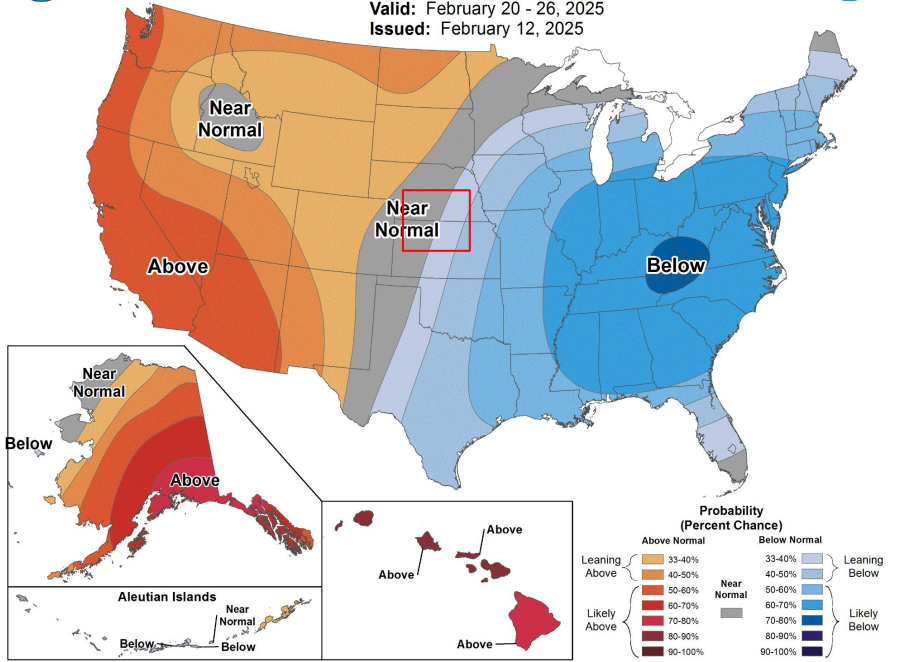 Valid: February 20 - 26, 2025
Issued: February 12, 2025
Near
Normal
Near
Normal
Above
Below
Near
Normal
Below
Above
Aleutian Islands
Near
Normal
Below
Below
Above
Above
Above
Probability
(Percent Chance)
Above Normal
Below Normal
Leaning
Above
33-40%
40-50%
Likely
Above
50-60%
60-70%
70-80%
80-90%
90-100%
Near
Normal
33-40%
40-50%
Leaning
Below
50-60%
60-70%
70-80%
80-90%
90-100%
Likely
Below